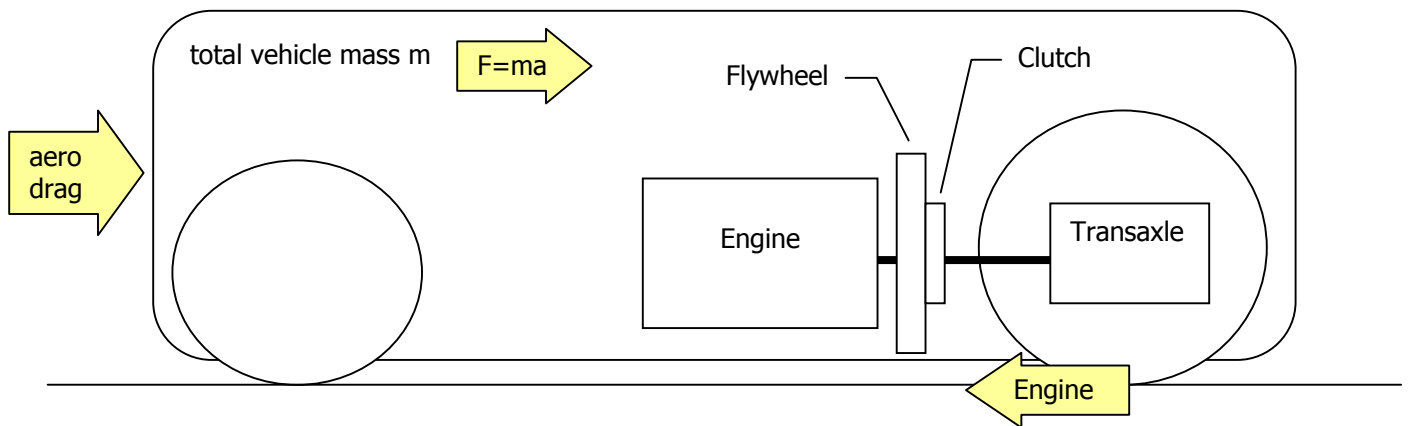 total vehicle mass m
F=ma
Clutch
Flywheel
aero
drag
Engine
Transaxle
Engine